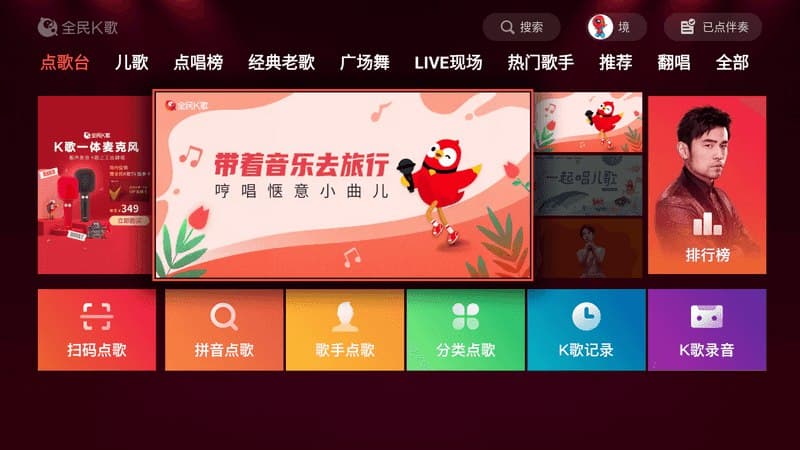 全民K歌
搜索
境
已点伴奏
点歌台
儿歌
点唱榜
经典老歌
广场舞
LIVE现场
热门歌手
推荐
翻唱
全部
全民K歌
K歌一体麦克风
349
立即购买
全民K歌
带着音乐去旅行
哼唱惬意小曲儿
一起唱儿歌
排行榜
扫码点歌
拼音点歌
歌手点歌
分类点歌
K歌记录
K歌录音